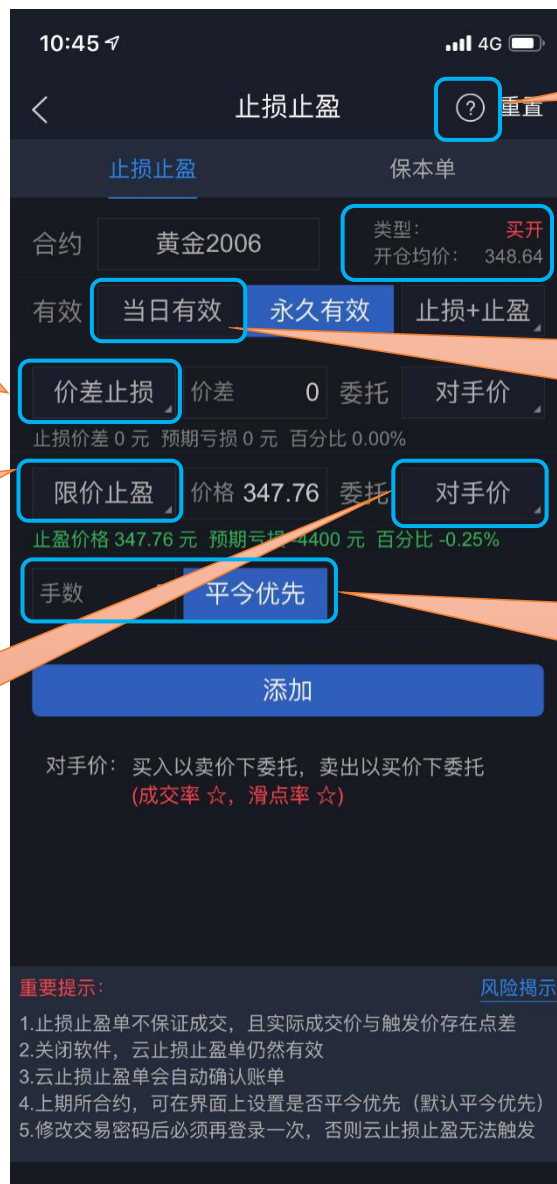 10:45 4G
止损止盈 ? 重置
止损止盈 保本单
合约 黄金2006 类型： 买开
开仓均价： 348.64
有效 当日有效 永久有效 止损+止盈
价差止损 价差 0 委托 对手价
止损价差 0 元 预期亏损 0 元 百分比 0.00%
限价止盈 价格 347.76 委托 对手价
止盈价格 347.76 元 预期亏损 -4400 元 百分比 -0.25%
手数 平今优先
添加
对手价： 买入以卖价下委托，卖出以买价下委托
(成交率 ☆，滑点率 ☆)
重要提示： 风险揭示
1.止损止盈单不保证成交，且实际成交价与触发价存在点差
2.关闭软件，云止损止盈单仍然有效
3.云止损止盈单会自动确认账单
4.上期所合约，可在界面上设置是否平今优先（默认平今优先）
5.修改交易密码后必须再登录一次，否则云止损止盈无法触发